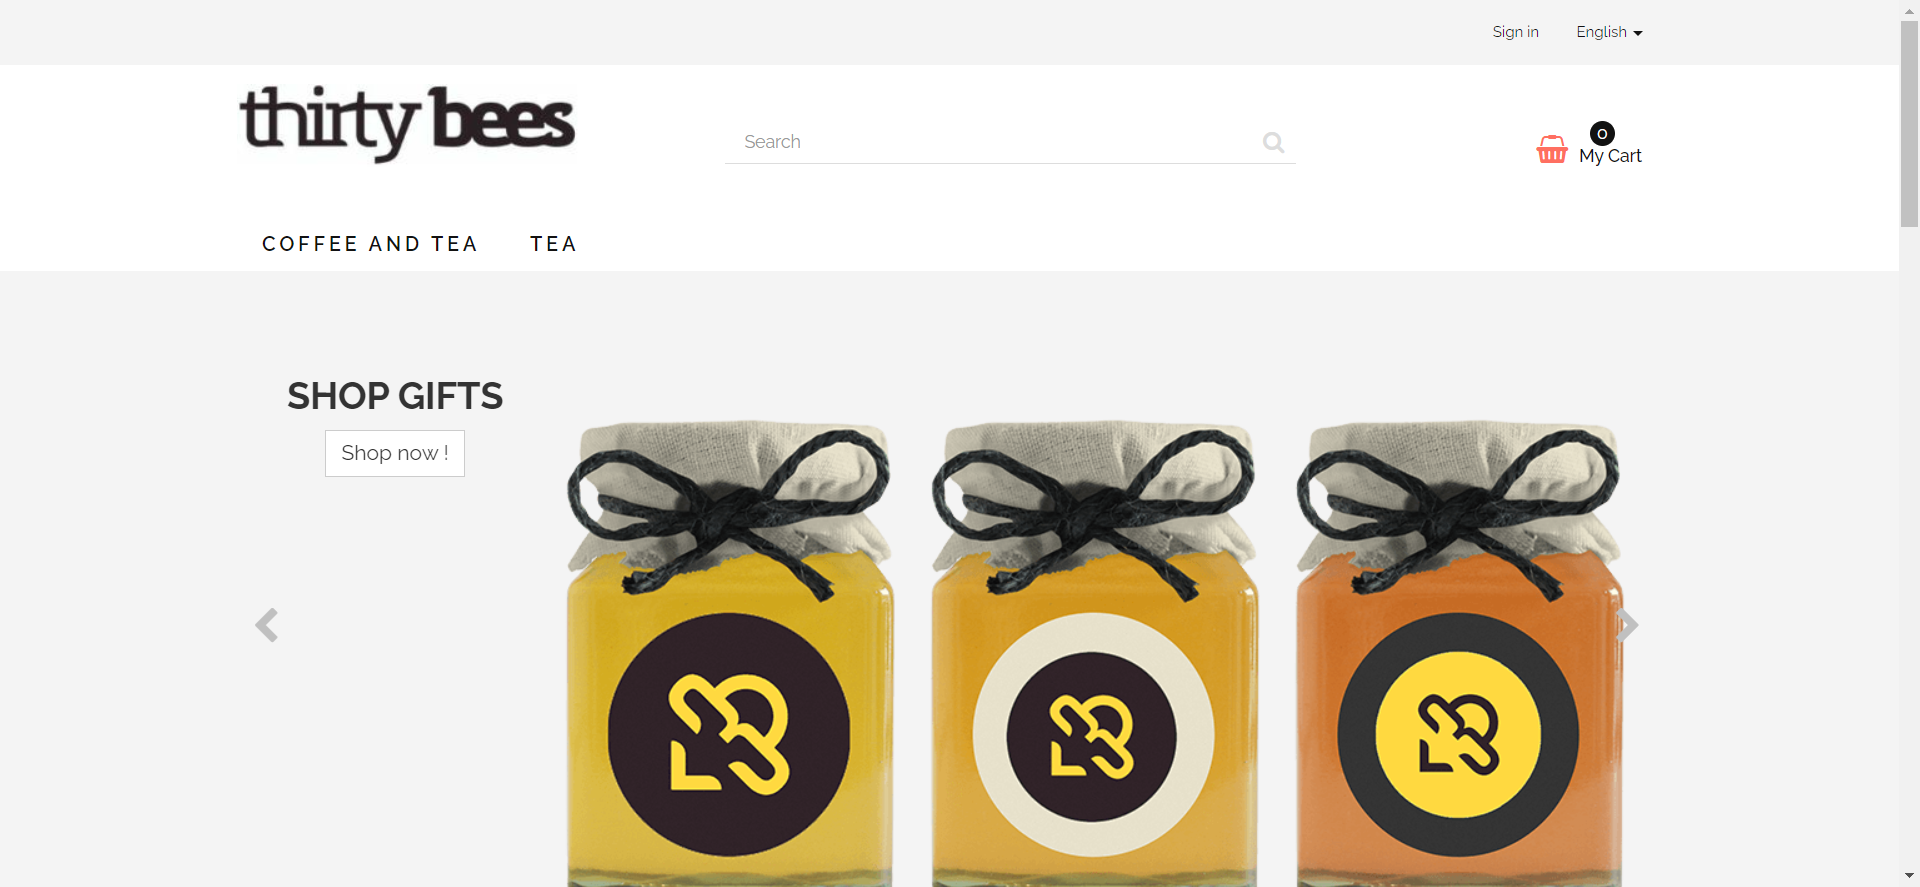 Sign in English
thirty bees
Search
0
My Cart
COFFEE AND TEA TEA
SHOP GIFTS
Shop now !